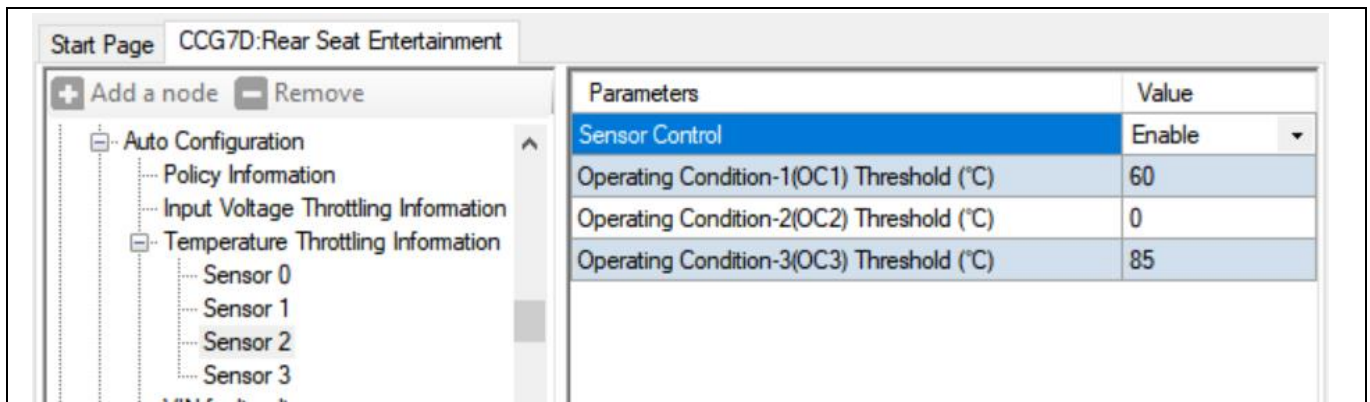 Start Page CCG7D:Rear Seat Entertainment
Add a node Remove
Auto Configuration
Policy Information
Input Voltage Throttling Information
Temperature Throttling Information
Sensor 0
Sensor 1
Sensor 2
Sensor 3
Parameters Value
Sensor Control Enable
Operating Condition-1(OC1) Threshold (°C) 60
Operating Condition-2(OC2) Threshold (°C) 0
Operating Condition-3(OC3) Threshold (°C) 85